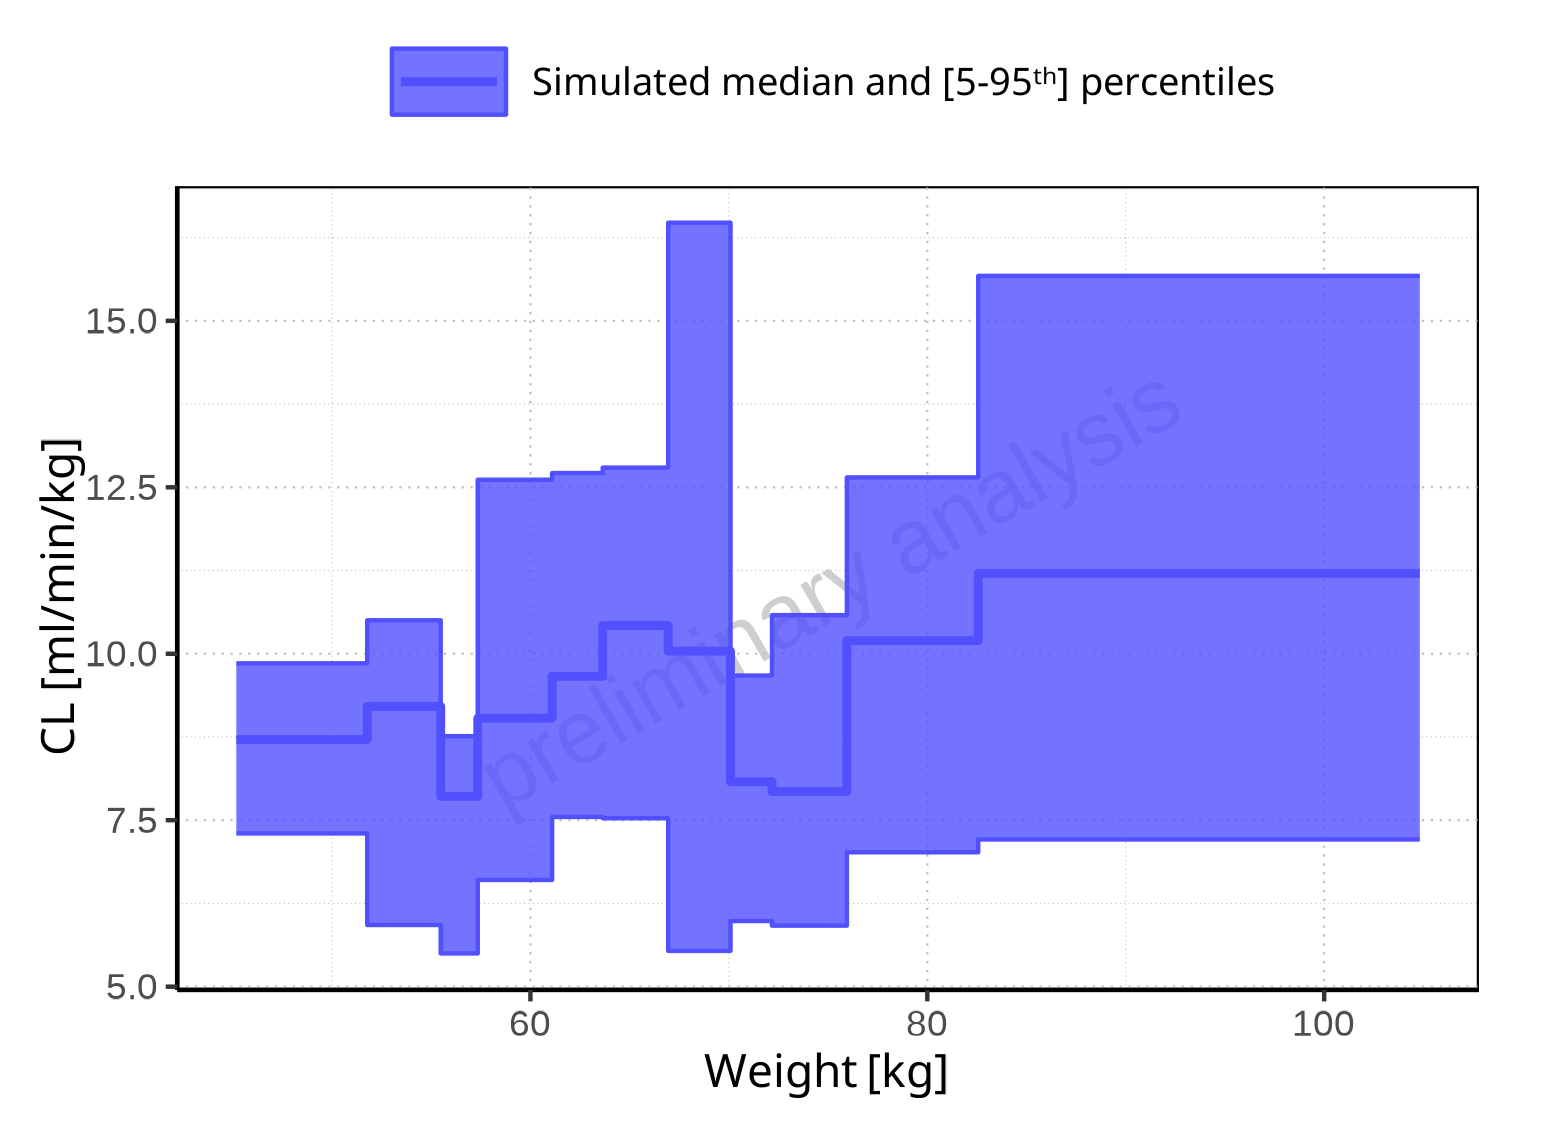 Simulated median and [5-95ᵗʰ] percentiles
CL [ml/min/kg]
15.0
12.5
10.0
7.5
5.0
preliminary analysis
60 80 100
Weight [kg]